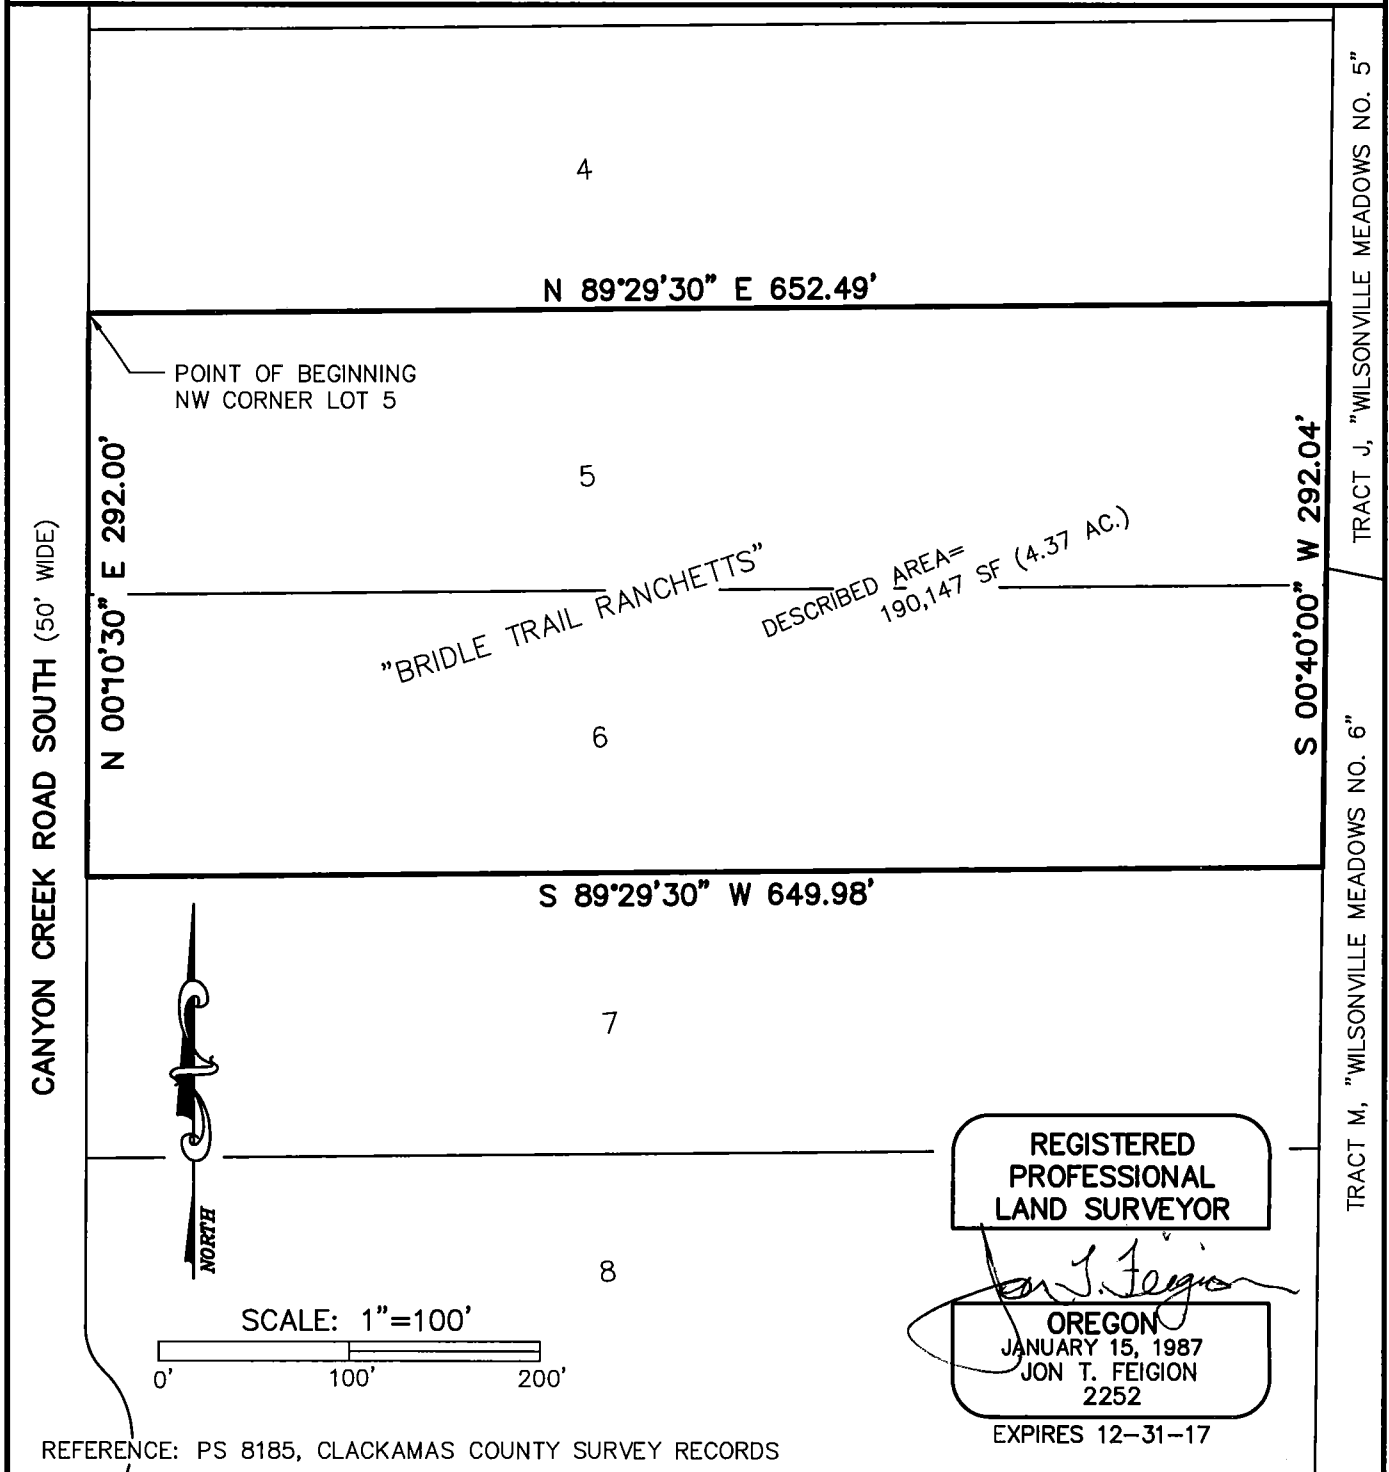 4
N 89°29'30" E 652.49'
POINT OF BEGINNING
NW CORNER LOT 5
5
N 00°10'30" E 292.00'
S 00°40'00" W 292.04'
CANYON CREEK ROAD SOUTH (50' WIDE)
TRACT J, "WILSONVILLE MEADOWS NO. 5"
"BRIDLE TRAIL RANCHETTS"
DESCRIBED AREA=
190,147 SF (4.37 AC.)
6
S 89°29'30" W 649.98'
TRACT M, "WILSONVILLE MEADOWS NO. 6"
7
NORTH
8
SCALE: 1"=100'
0' 100' 200'
REGISTERED
PROFESSIONAL
LAND SURVEYOR
Jon T. Feigion
OREGON
JANUARY 15, 1987
JON T. FEIGION
2252
EXPIRES 12-31-17
REFERENCE: PS 8185, CLACKAMAS COUNTY SURVEY RECORDS